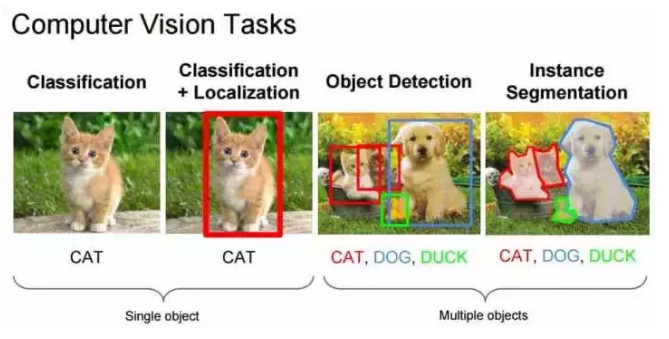 Computer Vision Tasks
Classification
Classification
+ Localization
Object Detection
Instance
Segmentation
CAT
CAT
CAT, DOG, DUCK
CAT, DOG, DUCK
Single object
Multiple objects